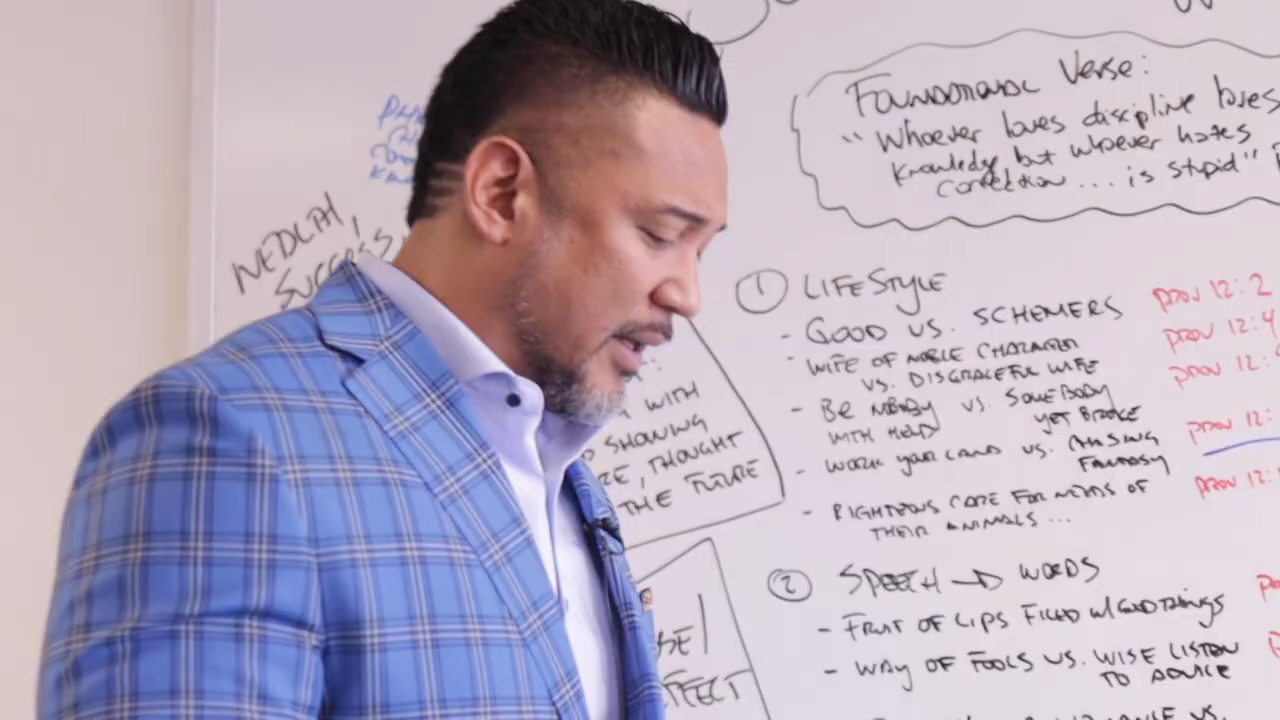 Foundational Verse:
"Whoever loves discipline loves
knowledge, but whoever hates
correction ... is stupid"
WEALTH,
SUCCESS
WITH
SHOWING
THOUGHT
THE FUTURE
① LIFESTYLE
- GOOD VS. SCHEMERS PROV 12:2
- WIFE OF NOBLE CHARACTER PROV 12:4
VS. DISGRACEFUL WIFE PROV 12:
- BE NOBODY VS. SOMEBODY
WITH HELP YET BROKE PROV 12:
- WORK YOUR LAND VS. CHASING
FANTASY PROV 12:
- RIGHTEOUS CARE FOR NEEDS OF
THEIR ANIMALS ...
② SPEECH → WORDS
- FRUIT OF LIPS FILLED W/ GOOD THINGS
- WAY OF FOOLS VS. WISE LISTEN
TO ADVICE
VS.